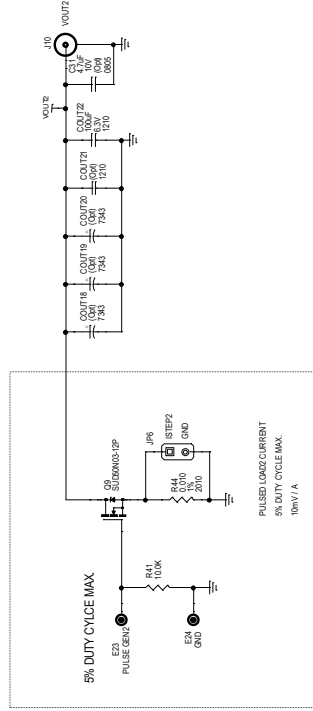 VOUT2
J10
VOUT2
C31
4.7uF
10V
(Opt)
0805
COUT22
100uF
6.3V
1210
COUT21
(Opt)
1210
COUT20
(Opt)
7343
COUT19
(Opt)
7343
COUT18
(Opt)
7343
5% DUTY CYLCE MAX.
Q9
SUD50N03-12P
E23
PULSE GEN2
R41
10.0K
E24
GND
JP6
ISTEP2
GND
R44
0.010
1%
2010
PULSED LOAD2 CURRENT
5% DUTY CYCLE MAX.
10mV / A